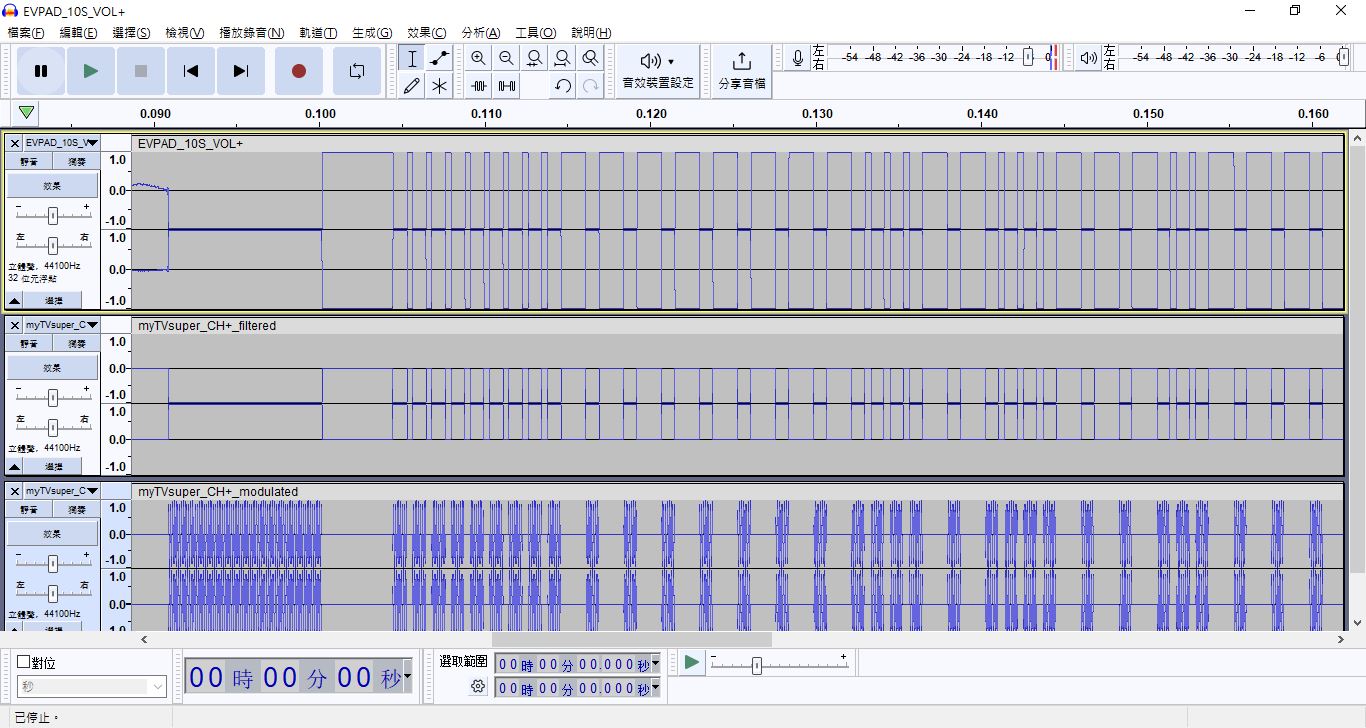 EVPAD_10S_VOL+
檔案(F) 編輯(E) 選擇(S) 檢視(V) 播放錄音(N) 軌道(T) 生成(G) 效果(C) 分析(A) 工具(O) 說明(H)
音效裝置設定
分享音檔
左 -54 -48 -42 -36 -30 -24 -18 -12 0
右
左 -54 -48 -42 -36 -30 -24 -18 -12 -6 0
右
0.090 0.100 0.110 0.120 0.130 0.140 0.150 0.160
EVPAD_10S_V
EVPAD_10S_VOL+
靜音 獨奏
效果
- +
左 右
立體聲, 44100Hz
32 位元浮點
選擇
1.0
0.0
-1.0
1.0
0.0
-1.0
myTVsuper_C
myTVsuper_CH+_filtered
靜音 獨奏
效果
- +
左 右
立體聲, 44100Hz
選擇
1.0
0.0
-1.0
1.0
0.0
-1.0
myTVsuper_C
myTVsuper_CH+_modulated
靜音 獨奏
效果
- +
左 右
立體聲, 44100Hz
選擇
1.0
0.0
-1.0
1.0
0.0
-1.0
對位
秒
00 時 00 分 00 秒
選取範圍
00 時 00 分 00.000 秒
00 時 00 分 00.000 秒
- +
已停止。